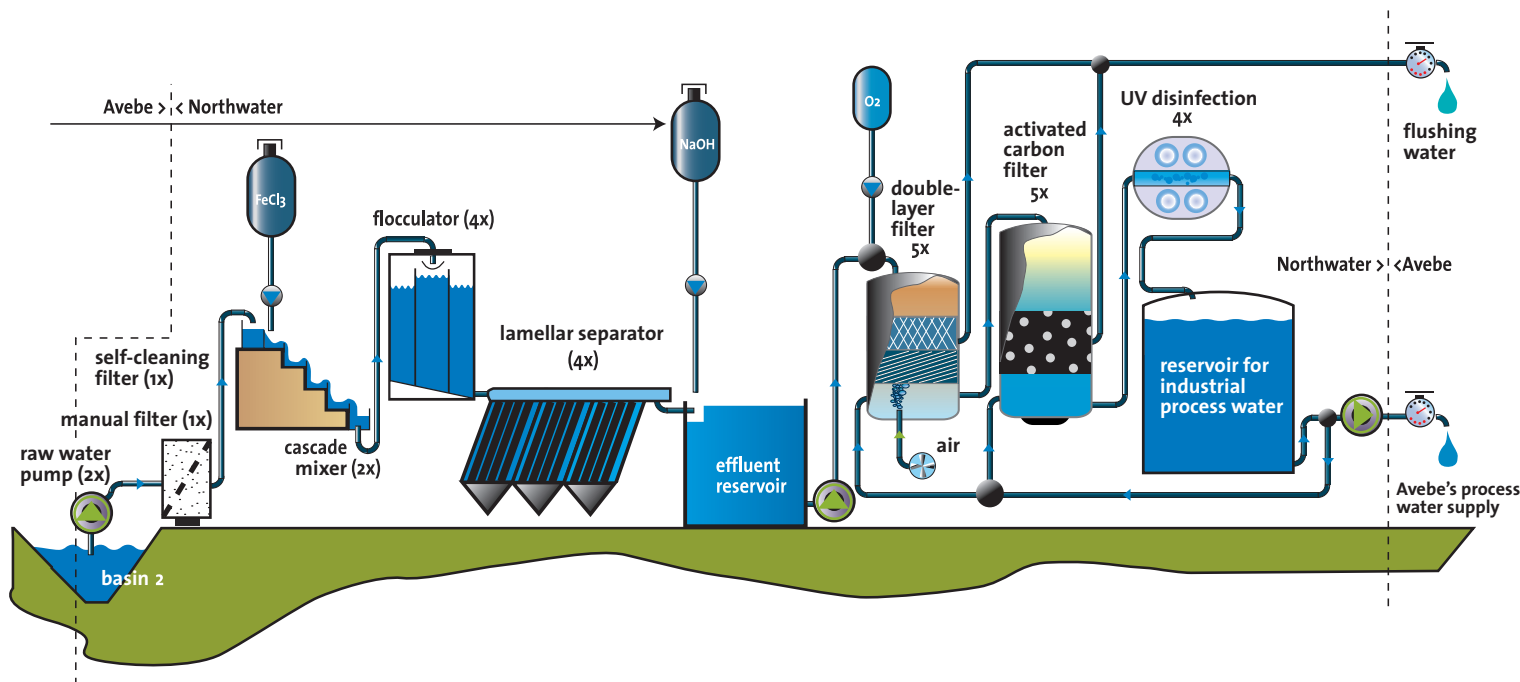 Avebe > < Northwater
FeCl3
self-cleaning
filter (1x)
manual filter (1x)
raw water
pump (2x)
basin 2
cascade
mixer (2x)
flocculator (4x)
lamellar separator
(4x)
NaOH
effluent
reservoir
O2
double-
layer
filter
5x
air
activated
carbon
filter
5x
UV disinfection
4x
flushing
water
Northwater > <Avebe
reservoir for
industrial
process water
Avebe's process
water supply